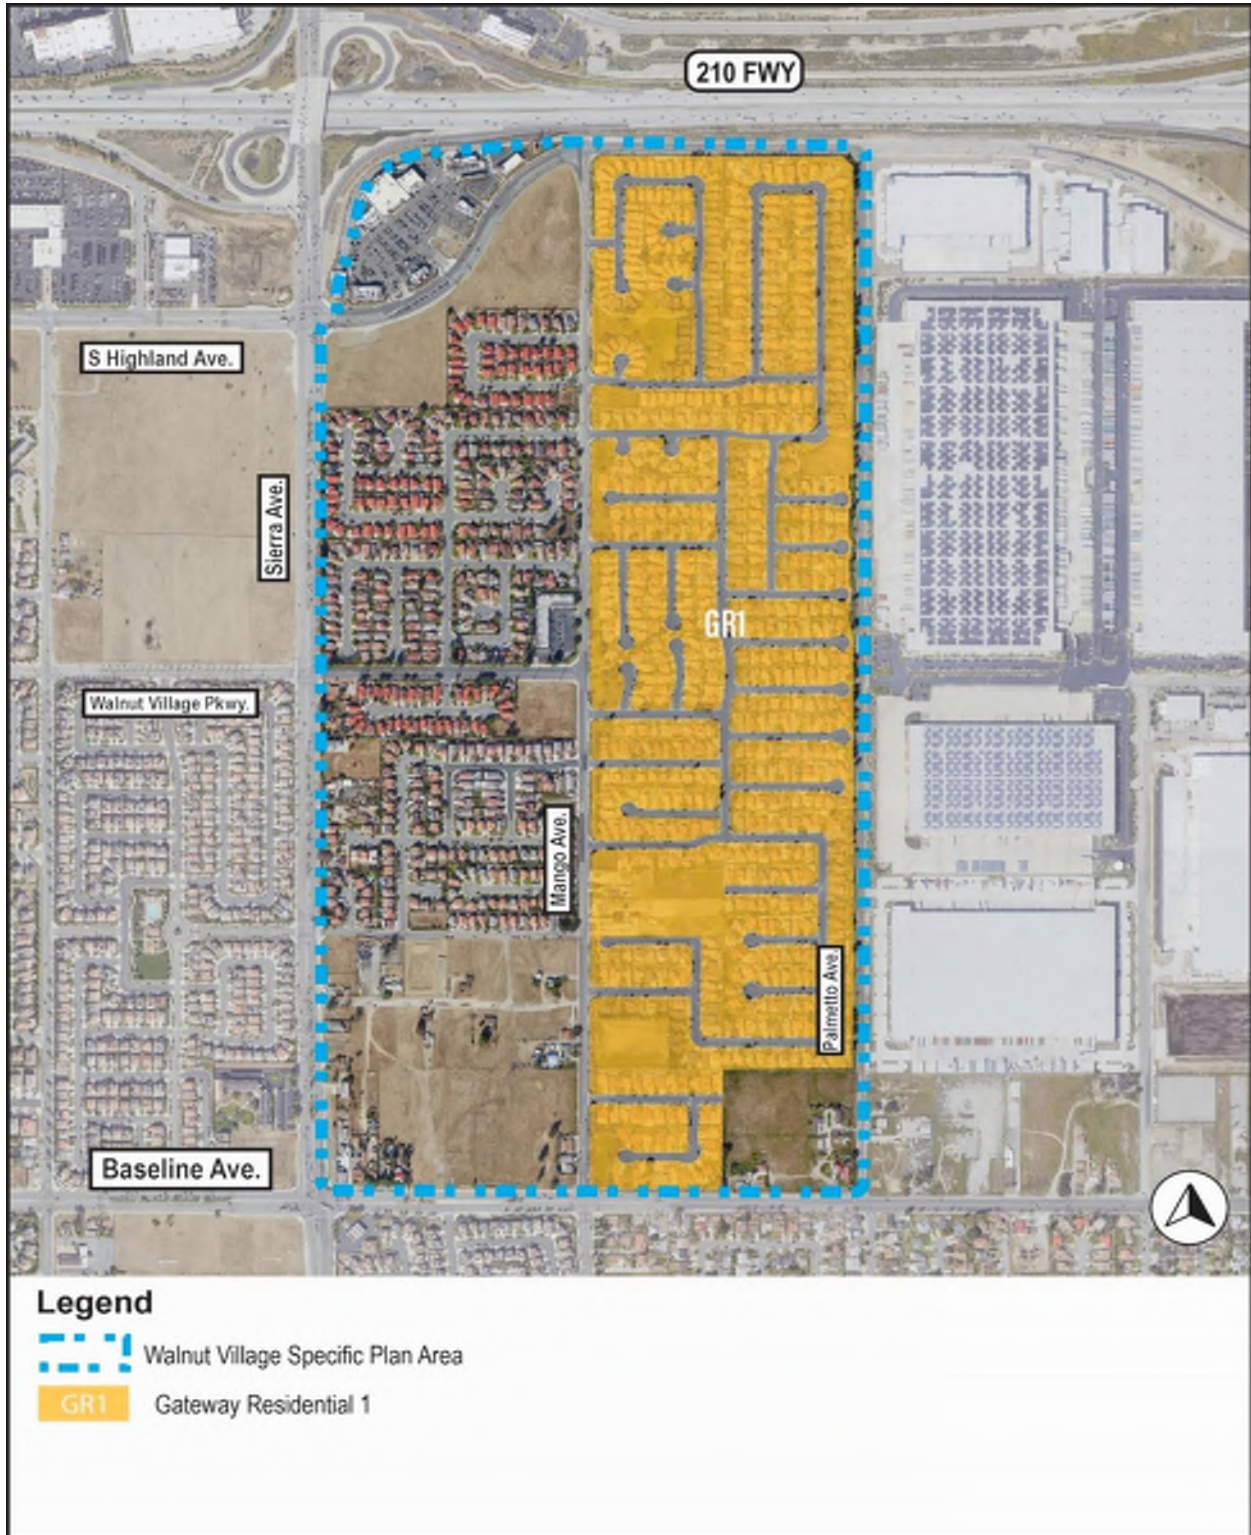 210 FWY
S Highland Ave.
Sierra Ave.
GR1
Walnut Village Pkwy.
Mango Ave.
Palmetto Ave.
Baseline Ave.
Legend
Walnut Village Specific Plan Area
GR1 Gateway Residential 1